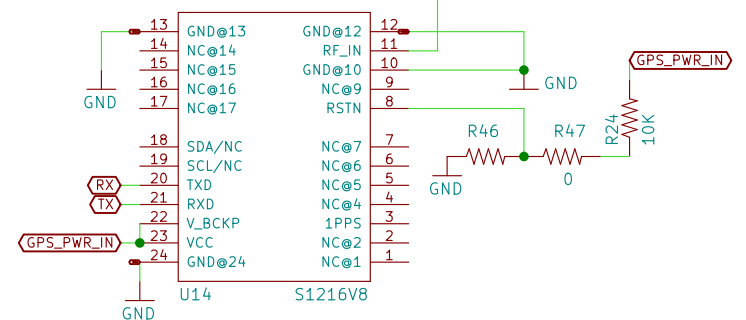 13 GND@13 GND@12 12
14 NC@14 RF_IN 11
15 NC@15 GND@10 10
16 NC@16 NC@9 9
17 NC@17 RSTN 8
18 SDA/NC NC@7 7
19 SCL/NC NC@6 6
RX 20 TXD NC@5 5
TX 21 RXD NC@4 4
22 V_BCKP 1PPS 3
GPS_PWR_IN 23 VCC NC@2 2
24 GND@24 NC@1 1
U14 S1216V8
GND
GND
GND
GND
R46
R47
0
R24
10K
GPS_PWR_IN